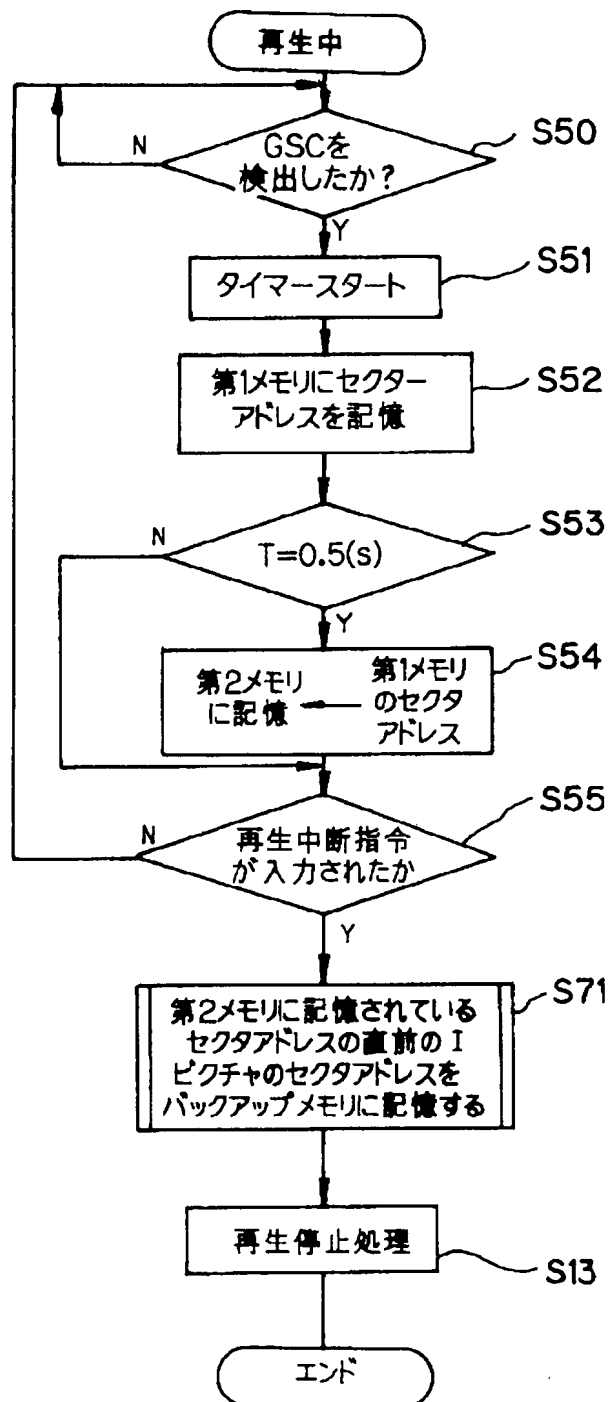 再生中
N
GSCを
検出したか?
S50
Y
タイマースタート
S51
第1メモリにセクター
アドレスを記憶
S52
N
T=0.5(s)
S53
Y
第2メモリ
に記憶
第1メモリ
のセクタ
アドレス
S54
N
再生中断指令
が入力されたか
S55
Y
第2メモリに記憶されている
セクタアドレスの直前のI
ピクチャのセクタアドレスを
バックアップメモリに記憶する
S71
再生停止処理
S13
エンド